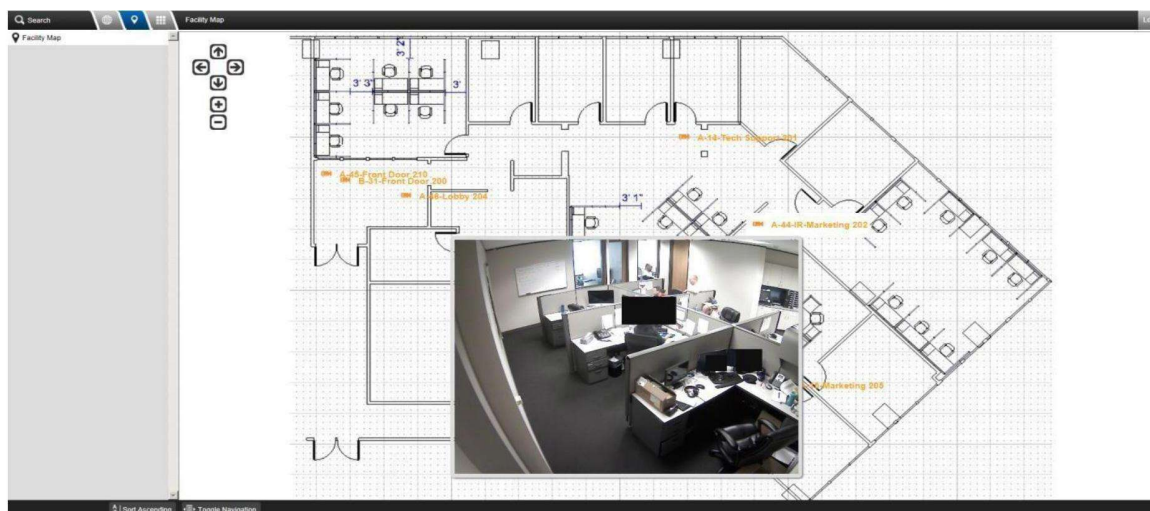 Search
Facility Map
Facility Map
3' 2"
3' 3"
3'
A-14-Tech Support 201
A-45-Front Door 210
B-31-Front Door 200
A-46-Lobby 204
3' 1"
A-44-IR-Marketing 202
Marketing 205
Sort Ascending
Toggle Navigation